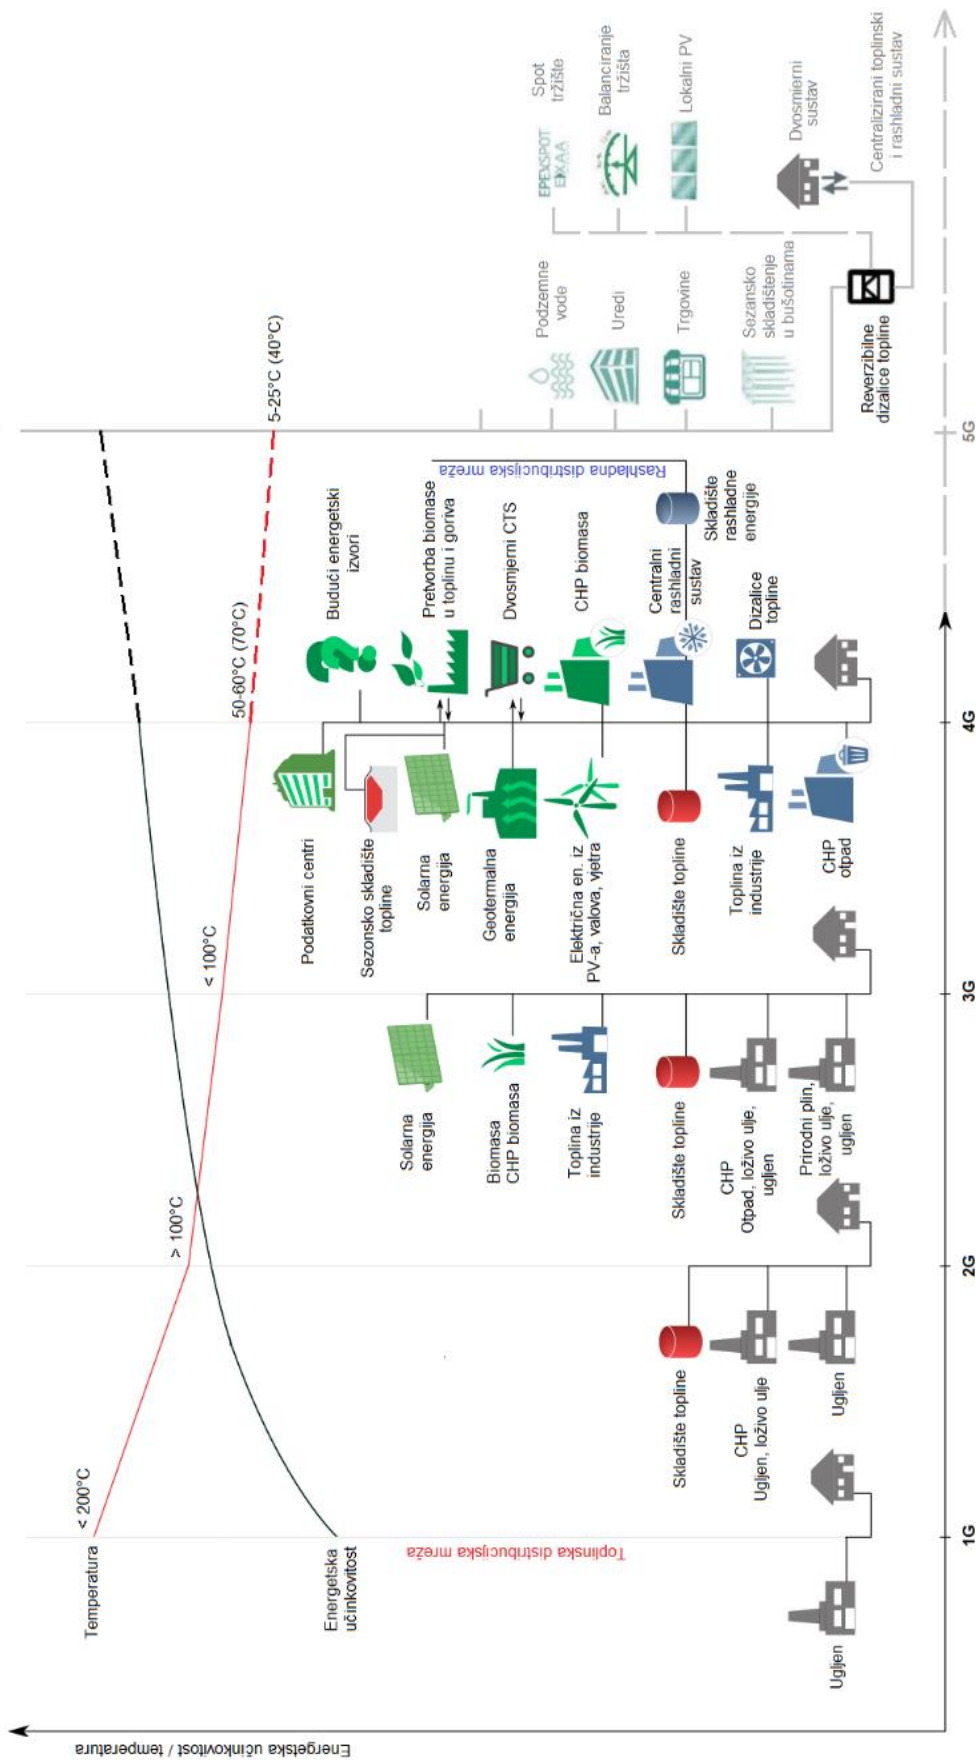 Energetska učinkovitost / temperatura
Temperatura
< 200°C
> 100°C
< 100°C
50-60°C (70°C)
5-25°C (40°C)
Energetska
učinkovitost
Toplinska distribucijska mreža
Ugljen
Skladište topline
CHP
Ugljen, loživo ulje
Ugljen
Solarna
energija
Biomasa
CHP biomasa
Toplina iz
industrije
Skladište topline
CHP
Otpad, loživo ulje,
ugljen
Prirodni plin,
loživo ulje,
ugljen
Podatkovni centri
Sezonsko skladište
topline
Solarna
energija
Geotermalna
energija
Električna en. iz
PV-a, valova, vjetra
Skladište topline
Toplina iz
industrije
CHP
otpad
Budući energetski
izvori
Pretvorba biomase
u toplinu i goriva
Dvosmjerni CTS
CHP biomasa
Centralni
rashladni
sustav
Dizalice
topline
Rashladna distribucijska mreža
Skladište
rashladne
energije
Podzemne
vode
Uredi
Trgovine
Sezansko
skladištenje
u bušotinama
Reverzibilne
dizalice topline
EPEXSPOT
EXAA
Spot
tržište
Balanciranje
tržišta
Lokalni PV
Dvosmierni
sustav
Centralizirani toplinski
i rashladni sustav
1G
2G
3G
4G
5G